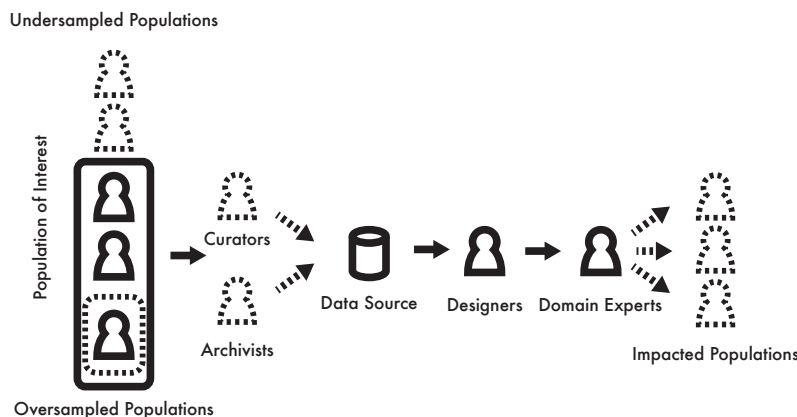 Undersampled Populations
Population of Interest
Curators
Archivists
Data Source
Designers
Domain Experts
Impacted Populations
Oversampled Populations